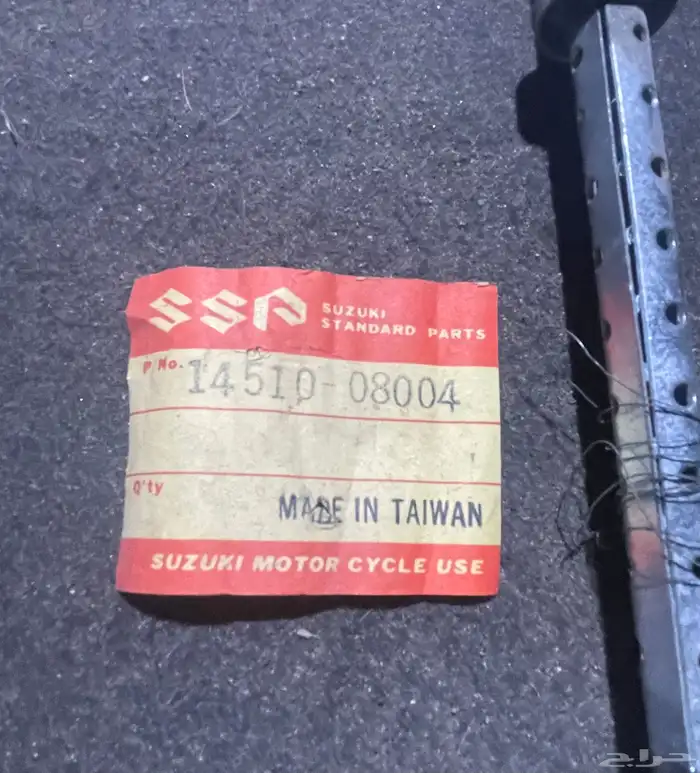 SSP SUZUKI
STANDARD PARTS
P No. 14510-08004
Q'ty
MADE IN TAIWAN
SUZUKI MOTOR CYCLE USE
حراج